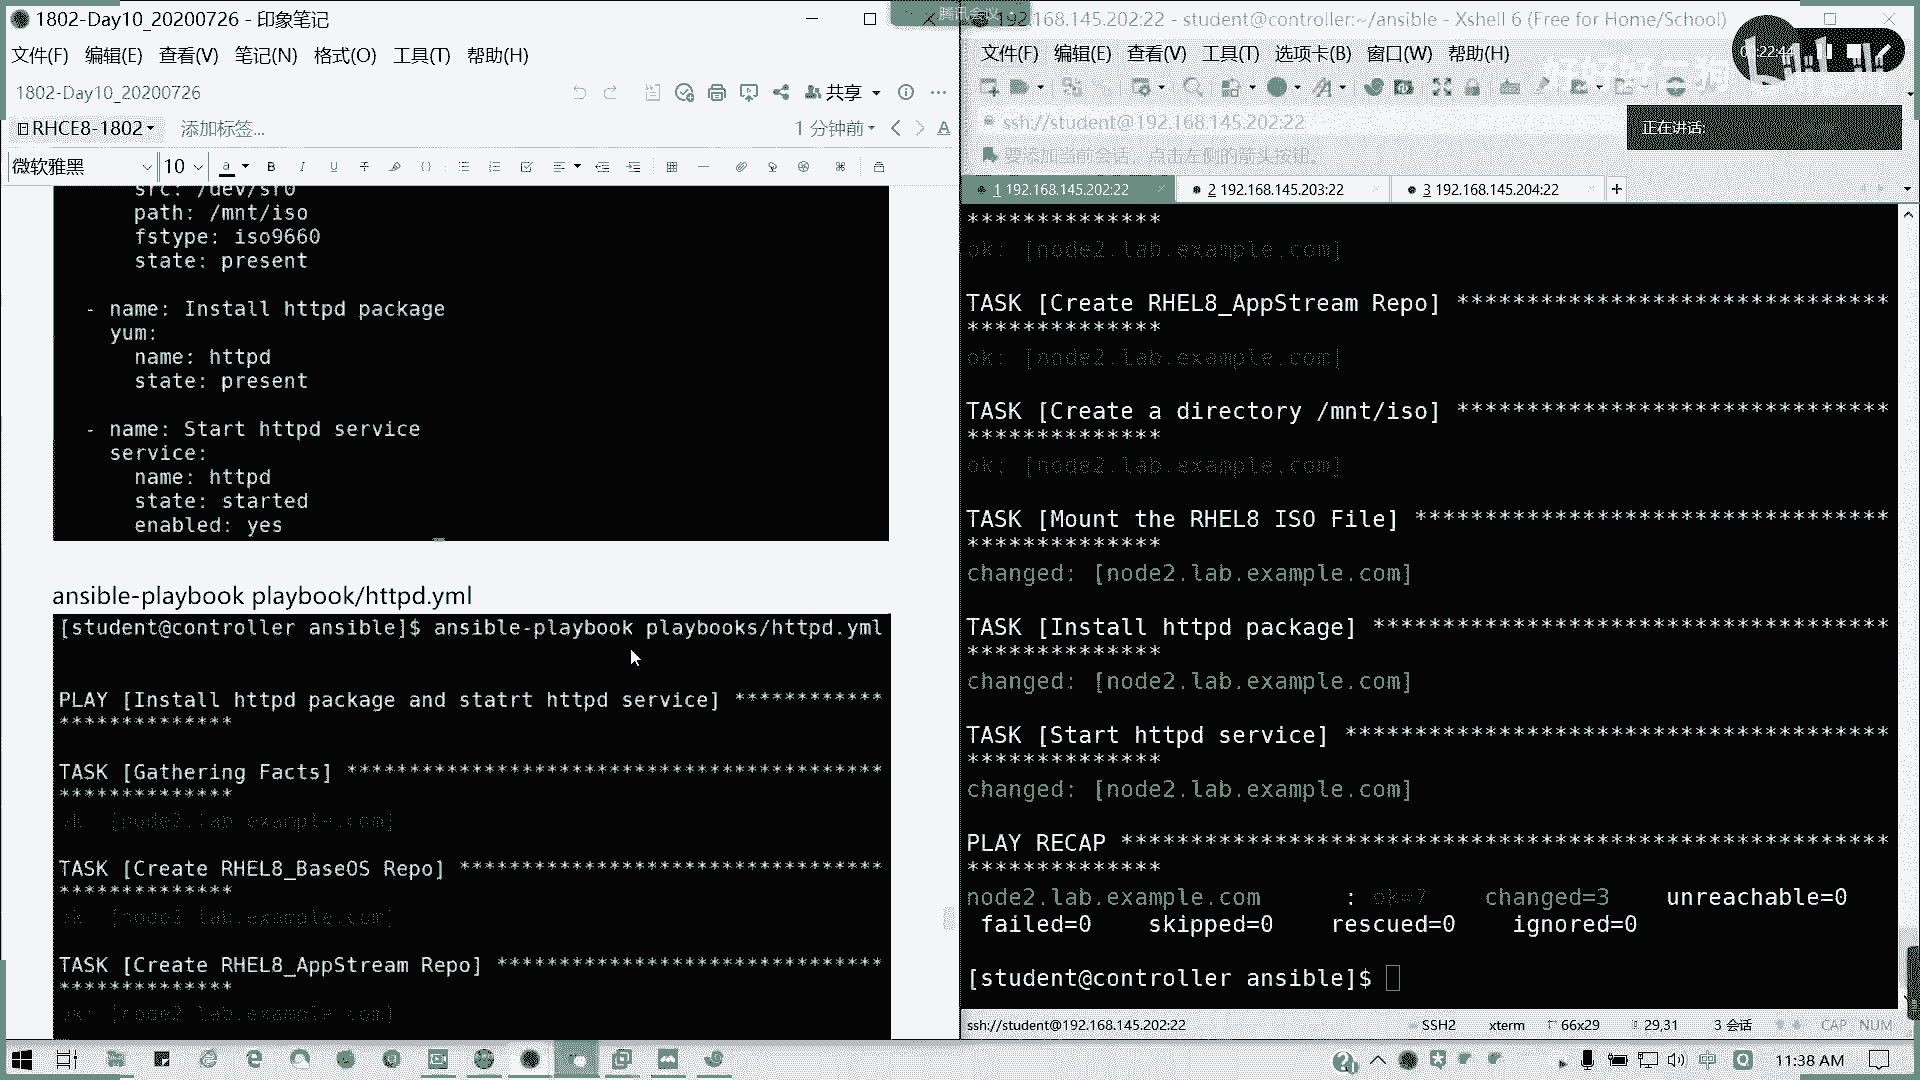 1802-Day10_20200726 - 印象笔记
文件(F) 编辑(E) 查看(V) 笔记(N) 格式(O) 工具(T) 帮助(H)
1802-Day10_20200726
共享
RHCE8-1802 添加标签...
1 分钟前
微软雅黑 10
src: /dev/sr0
path: /mnt/iso
fstype: iso9660
state: present
- name: Install httpd package
yum:
name: httpd
state: present
- name: Start httpd service
service:
name: httpd
state: started
enabled: yes
ansible-playbook playbook/httpd.yml
[student@controller ansible]$ ansible-playbook playbooks/httpd.yml
PLAY [Install httpd package and statrt httpd service] ************
**************
TASK [Gathering Facts] *******************************************
**************
ok: [node2.lab.example.com]
TASK [Create RHEL8_BaseOS Repo] **********************************
**************
ok: [node2.lab.example.com]
TASK [Create RHEL8_AppStream Repo] *******************************
**************
ok: [node2.lab.example.com]
腾讯会议
192.168.145.202:22 - student@controller:~/ansible - Xshell 6 (Free for Home/School)
文件(F) 编辑(E) 查看(V) 工具(T) 选项卡(B) 窗口(W) 帮助(H)
ssh://student@192.168.145.202:22
正在讲话:
要添加当前会话，点击左侧的箭头按钮。
1 192.168.145.202:22 2 192.168.145.203:22 3 192.168.145.204:22
**************
ok: [node2.lab.example.com]
TASK [Create RHEL8_AppStream Repo] *******************************
**************
ok: [node2.lab.example.com]
TASK [Create a directory /mnt/iso] *******************************
**************
ok: [node2.lab.example.com]
TASK [Mount the RHEL8 ISO File] **********************************
**************
changed: [node2.lab.example.com]
TASK [Install httpd package] *************************************
**************
changed: [node2.lab.example.com]
TASK [Start httpd service] ***************************************
**************
changed: [node2.lab.example.com]
PLAY RECAP *******************************************************
**************
node2.lab.example.com : ok=7 changed=3 unreachable=0
failed=0 skipped=0 rescued=0 ignored=0
[student@controller ansible]$
ssh://student@192.168.145.202:22 SSH2 xterm 66x29 29,31 3 会话 CAP NUM
中 11:38 AM